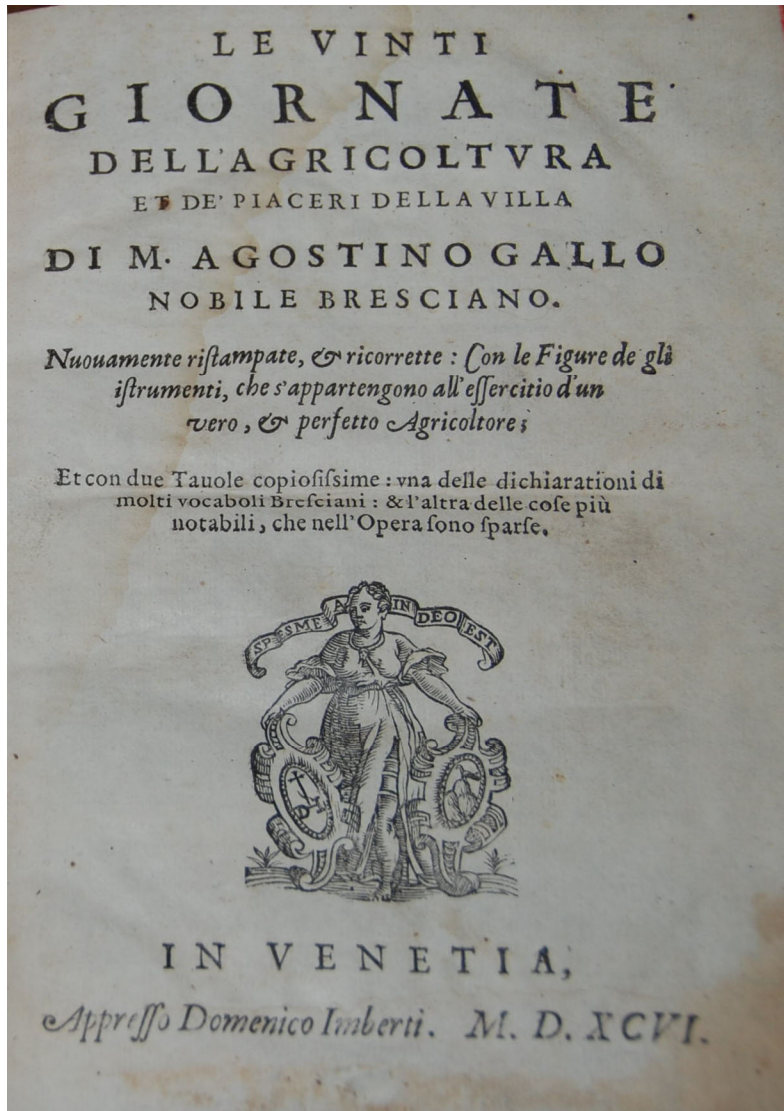 LE VINTI
GIORNATE
DELL'AGRICOLTVRA
ET DE' PIACERI DELLA VILLA
DI M. AGOSTINO GALLO
NOBILE BRESCIANO.
Nuouamente riſtampate, & ricorrette : Con le Figure de gli
iſtrumenti, che s'appartengono all'eſſercitio d'un
vero, & perfetto Agricoltore;
Et con due Tauole copioſiſsime : vna delle dichiarationi di
molti vocaboli Breſciani : & l'altra delle coſe più
notabili, che nell'Opera ſono ſparſe.
SPES MEA IN DEO EST
IN VENETIA,
Appreſſo Domenico Imberti. M. D. XCVI.